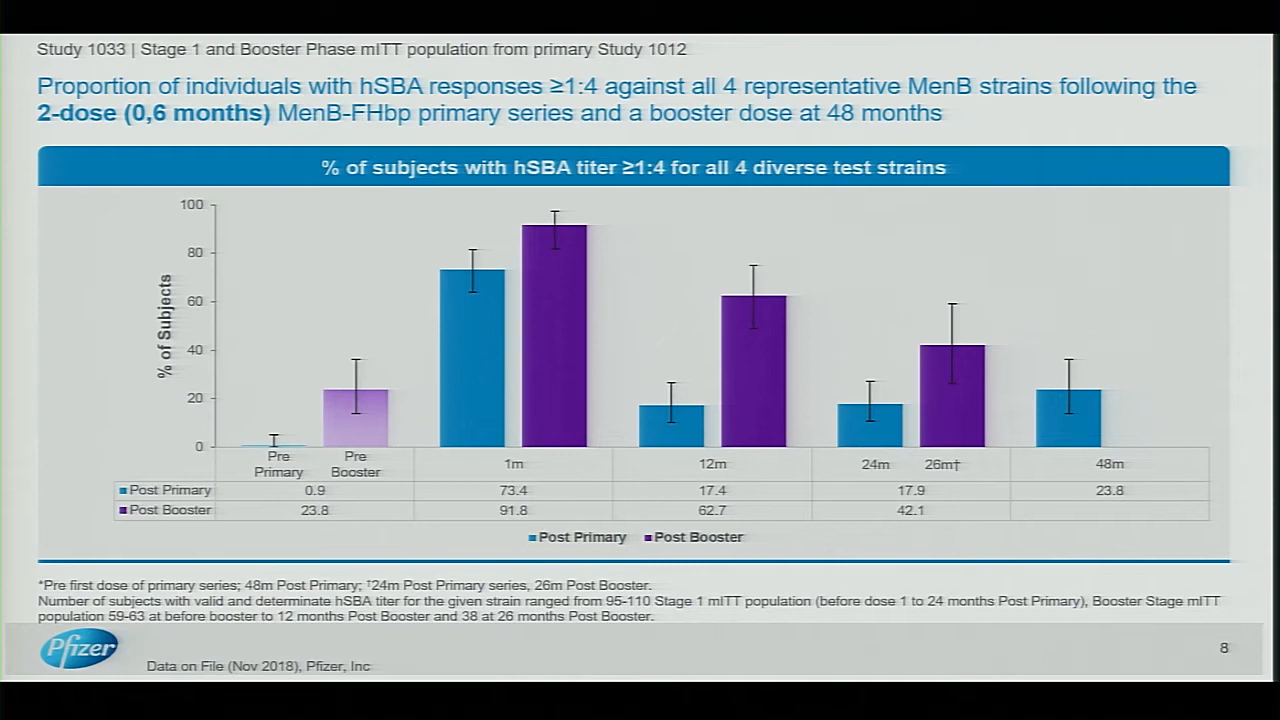 Study 1033 | Stage 1 and Booster Phase mITT population from primary Study 1012
Proportion of individuals with hSBA responses ≥1:4 against all 4 representative MenB strains following the
2-dose (0,6 months) MenB-FHbp primary series and a booster dose at 48 months
% of subjects with hSBA titer ≥1:4 for all 4 diverse test strains
% of Subjects
100
80
60
40
20
0
Pre Primary
Pre Booster
1m
12m
24m
26m†
48m
Post Primary 0.9 73.4 17.4 17.9 23.8
Post Booster 23.8 91.8 62.7 42.1
Post Primary Post Booster
*Pre first dose of primary series; 48m Post Primary; †24m Post Primary series, 26m Post Booster.
Number of subjects with valid and determinate hSBA titer for the given strain ranged from 95-110 Stage 1 mITT population (before dose 1 to 24 months Post Primary), Booster Stage mITT
population 59-63 at before booster to 12 months Post Booster and 38 at 26 months Post Booster.
Pfizer
Data on File (Nov 2018), Pfizer, Inc
8